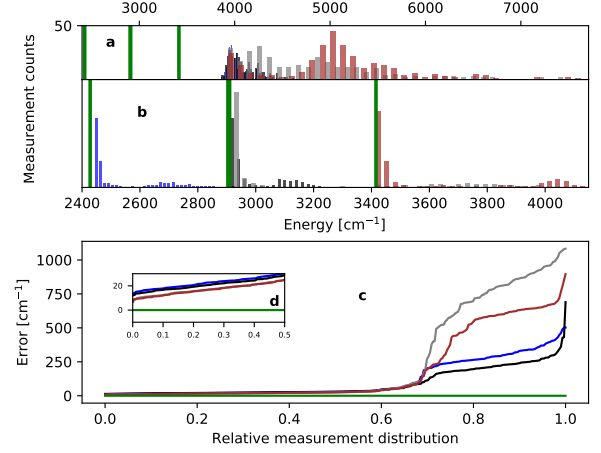 3000 4000 5000 6000 7000
50
a
Measurement counts
b
2400 2600 2800 3000 3200 3400 3600 3800 4000
Energy [cm⁻¹]
1000
750
500
250
0
Error [cm⁻¹]
c
20
0
d
0.0 0.1 0.2 0.3 0.4 0.5
0.0 0.2 0.4 0.6 0.8 1.0
Relative measurement distribution